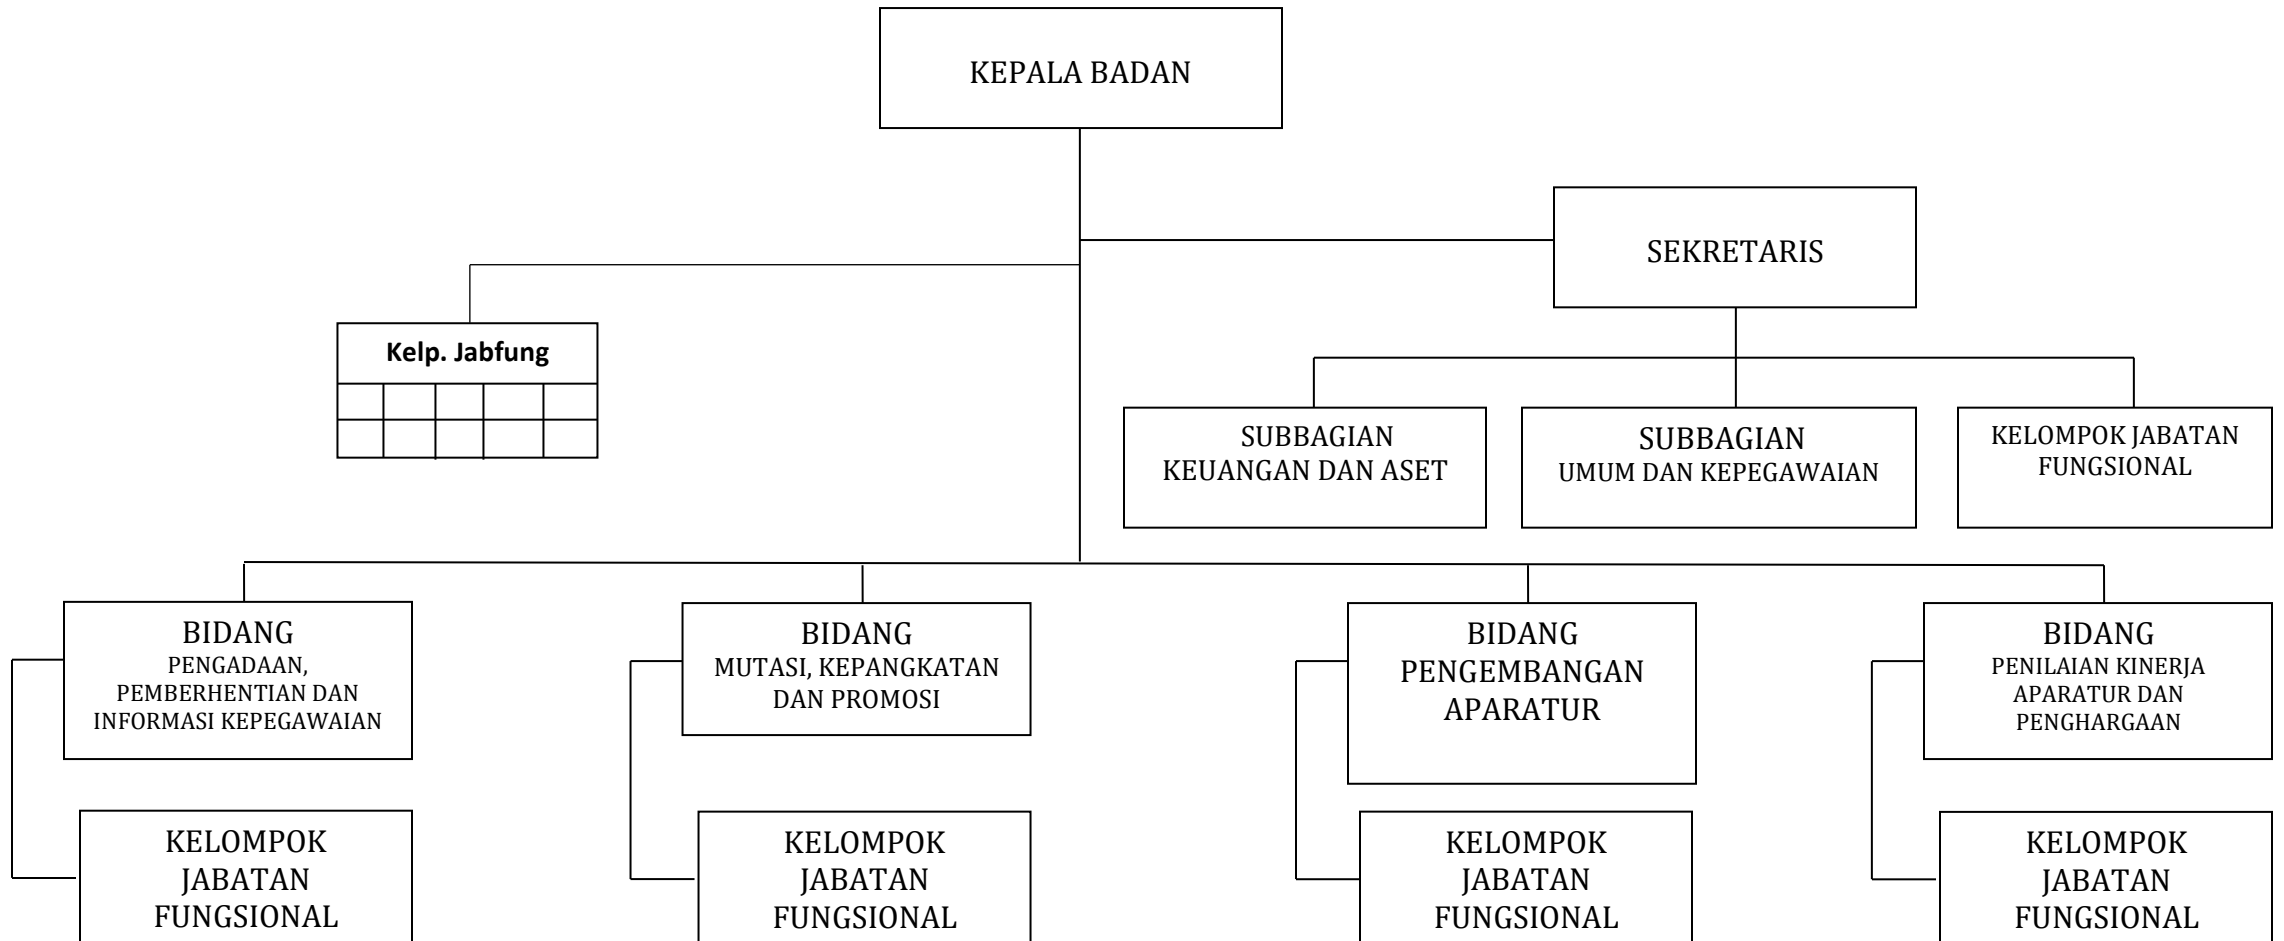 KEPALA BADAN
SEKRETARIS
Kelp. Jabfung
SUBBAGIAN
KEUANGAN DAN ASET
SUBBAGIAN
UMUM DAN KEPEGAWAIAN
KELOMPOK JABATAN
FUNGSIONAL
BIDANG
PENGADAAN,
PEMBERHENTIAN DAN
INFORMASI KEPEGAWAIAN
BIDANG
MUTASI, KEPANGKATAN
DAN PROMOSI
BIDANG
PENGEMBANGAN
APARATUR
BIDANG
PENILAIAN KINERJA
APARATUR DAN
PENGHARGAAN
KELOMPOK
JABATAN
FUNGSIONAL
KELOMPOK
JABATAN
FUNGSIONAL
KELOMPOK
JABATAN
FUNGSIONAL
KELOMPOK
JABATAN
FUNGSIONAL